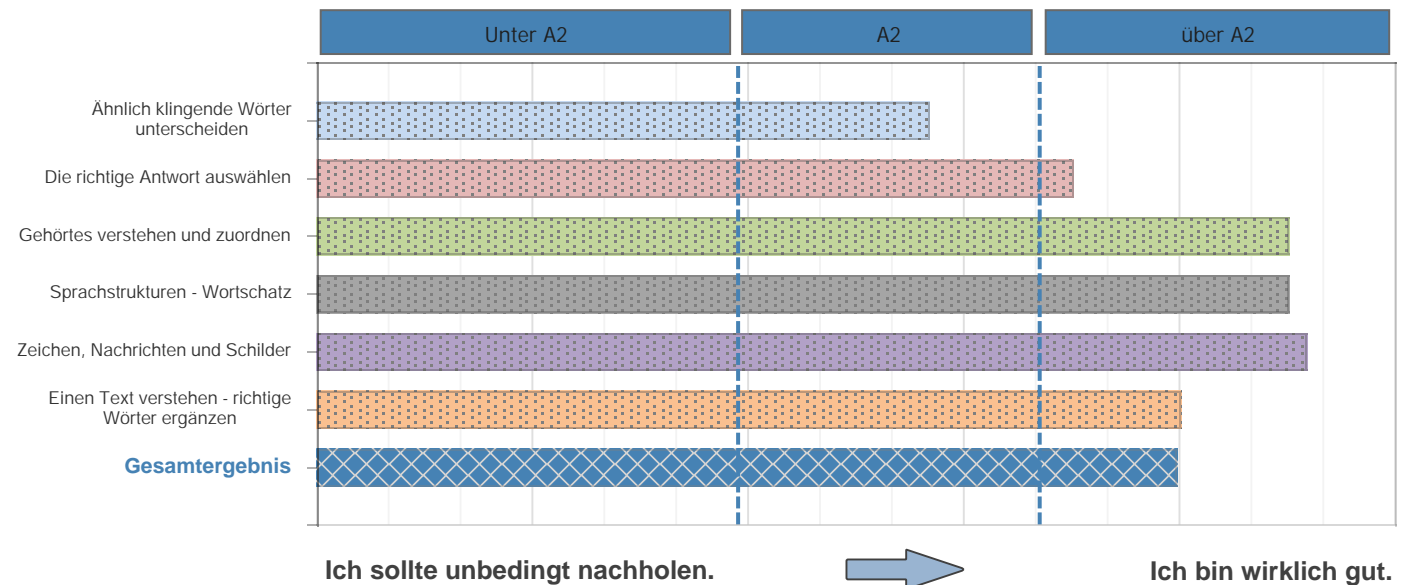 Unter A2
A2
über A2
Ähnlich klingende Wörter
unterscheiden
Die richtige Antwort auswählen
Gehörtes verstehen und zuordnen
Sprachstrukturen - Wortschatz
Zeichen, Nachrichten und Schilder
Einen Text verstehen - richtige
Wörter ergänzen
Gesamtergebnis
Ich sollte unbedingt nachholen.
Ich bin wirklich gut.